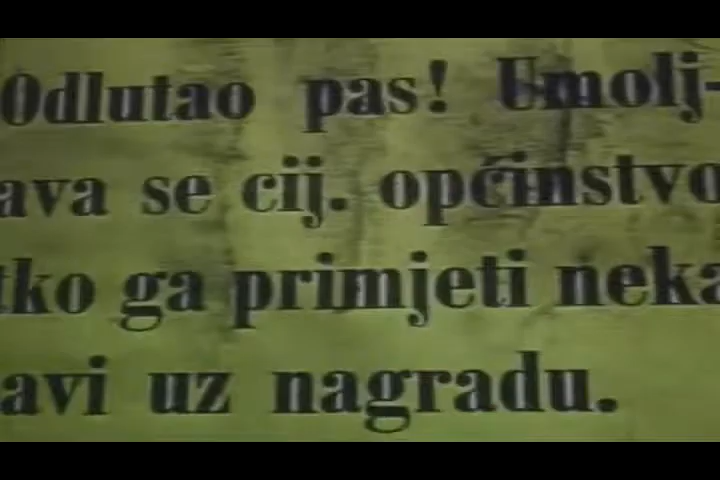 Odlutao pas! Umolj-
ava se cij. općinstvo
tko ga primjeti neka
avi uz nagradu.